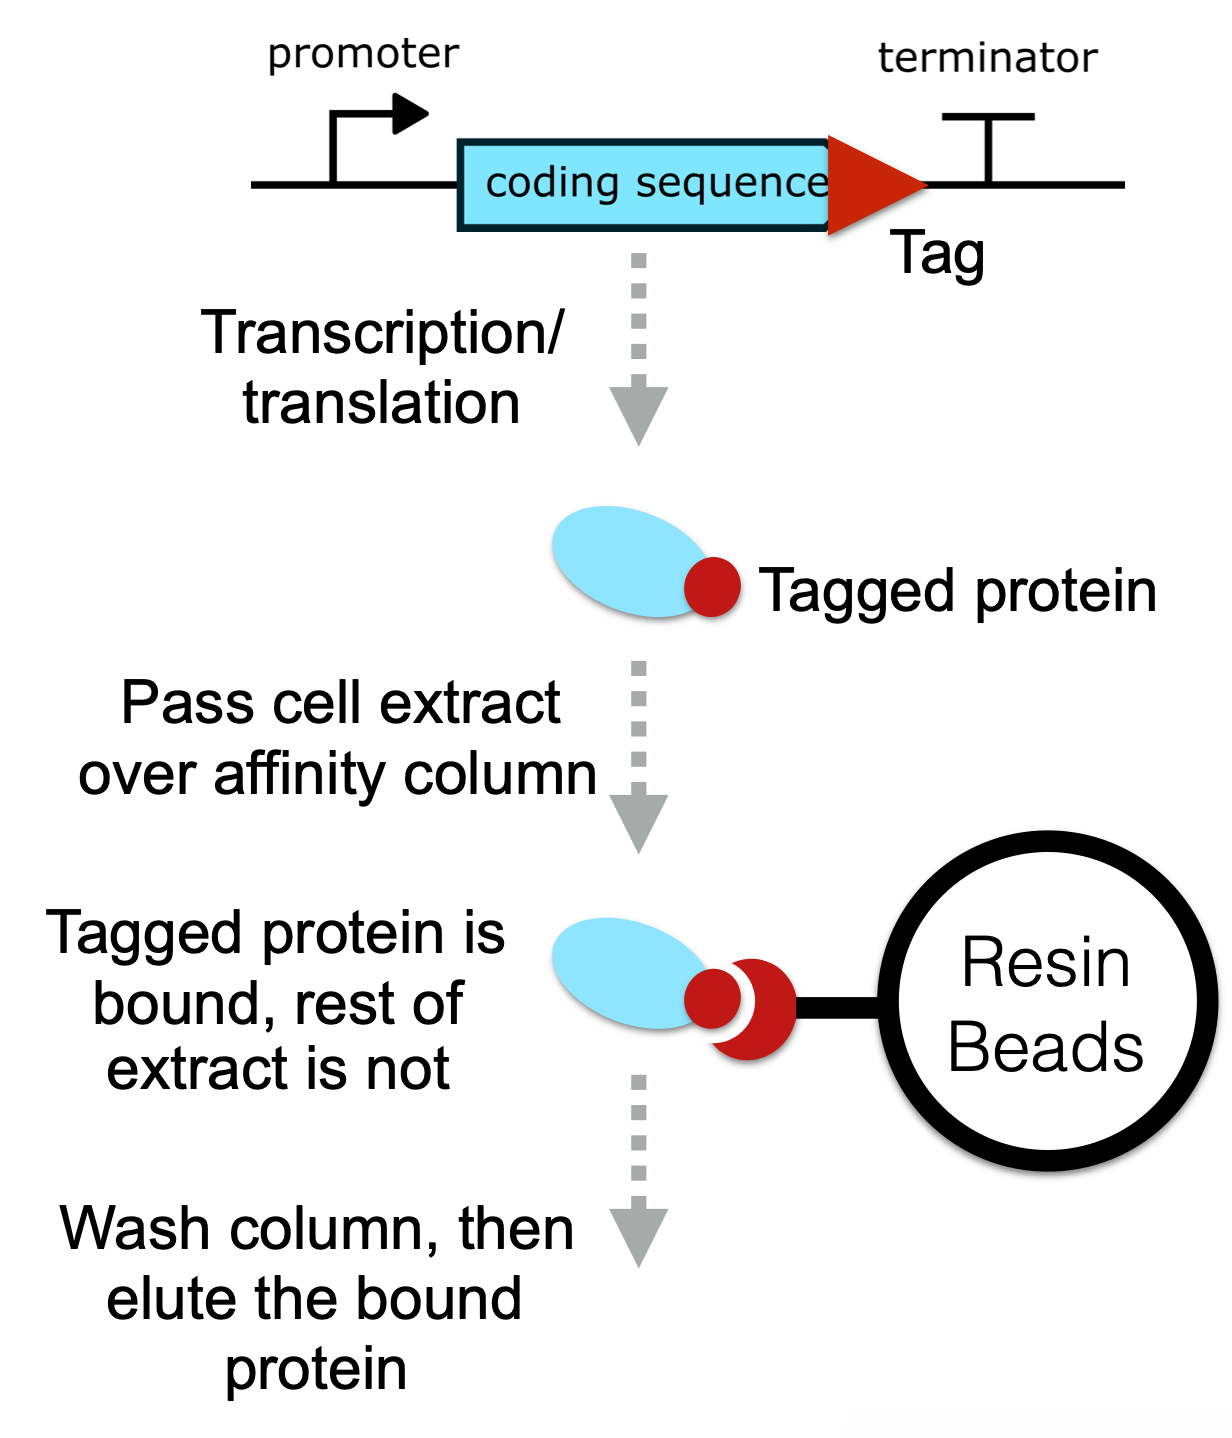 promoter
terminator
coding sequence
Tag
Transcription/
translation
Tagged protein
Pass cell extract
over affinity column
Tagged protein is
bound, rest of
extract is not
Resin
Beads
Wash column, then
elute the bound
protein